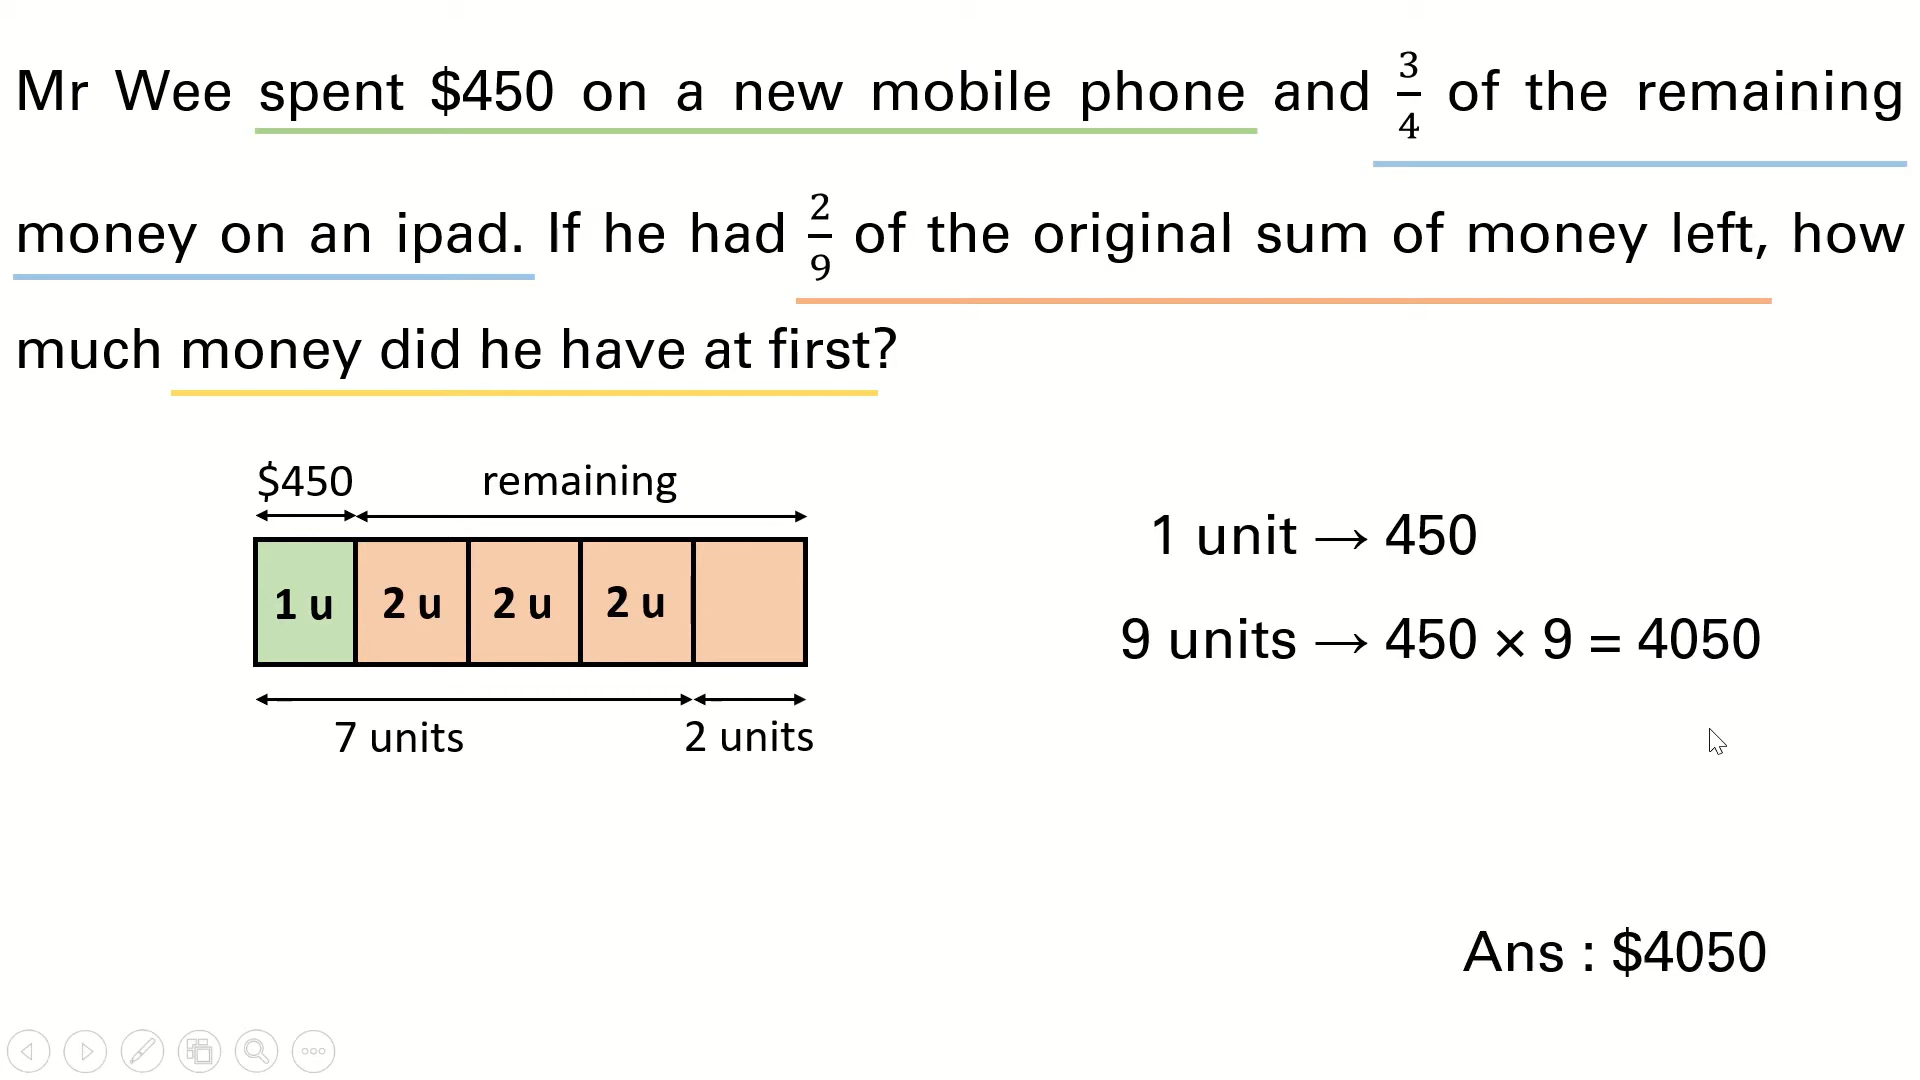 Mr Wee spent $450 on a new mobile phone and 3/4 of the remaining
money on an ipad. If he had 2/9 of the original sum of money left, how
much money did he have at first?
$450 remaining
1 u 2 u 2 u 2 u
7 units 2 units
1 unit → 450
9 units → 450 × 9 = 4050
Ans : $4050